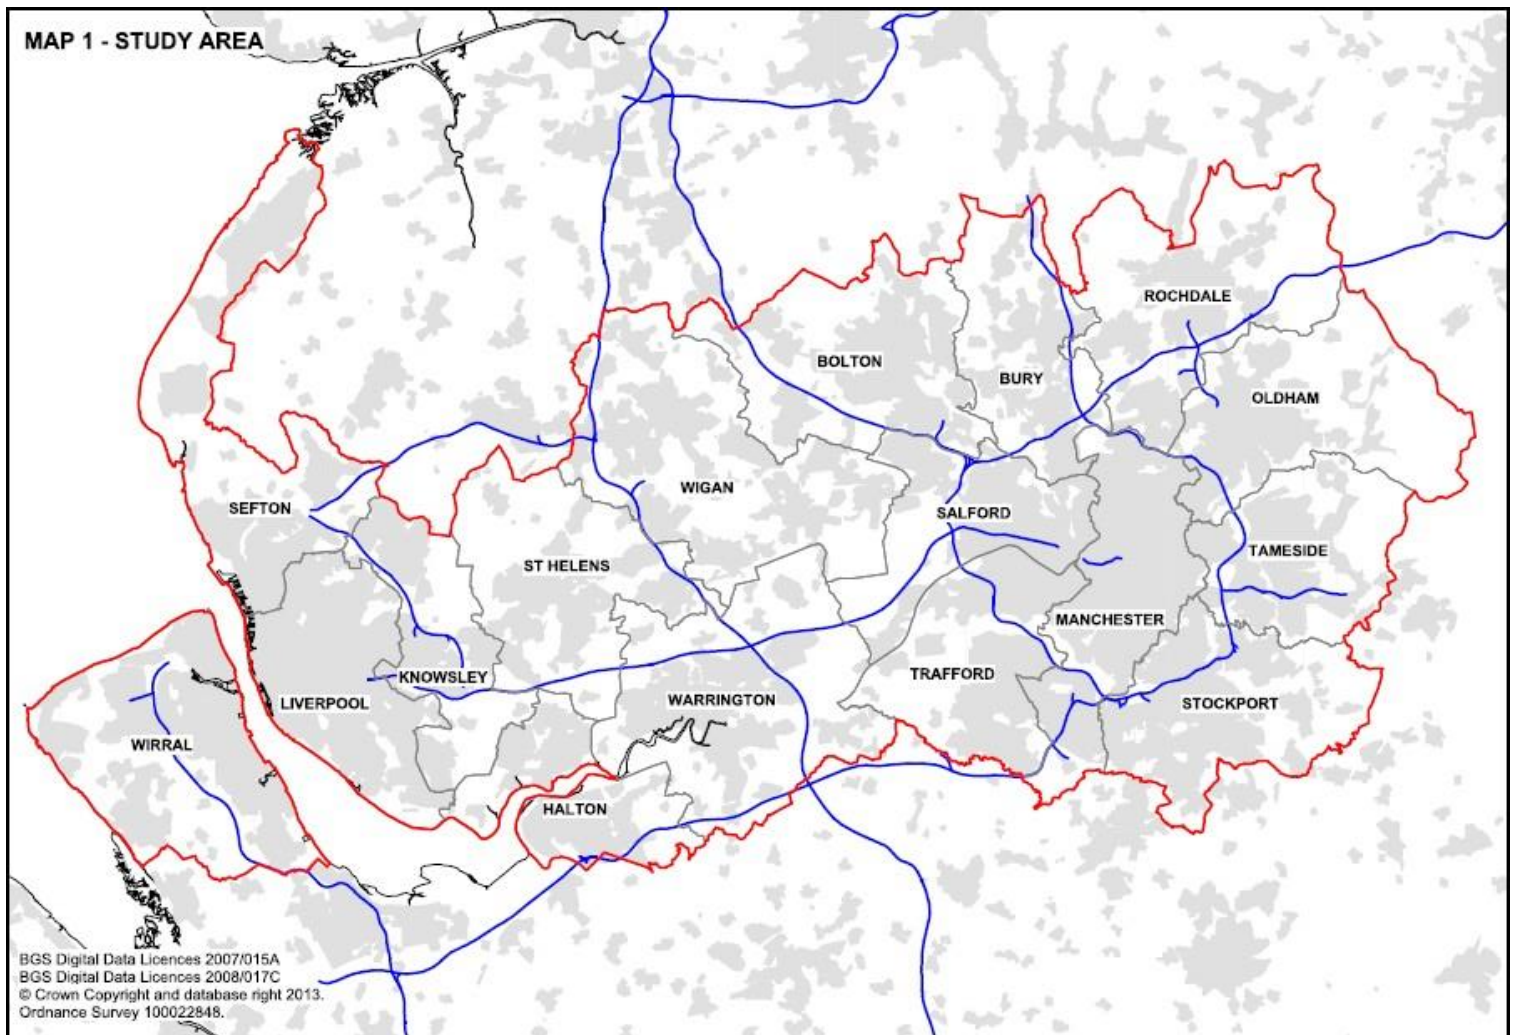 MAP 1 - STUDY AREA
ROCHDALE
BOLTON
BURY
OLDHAM
WIGAN
SEFTON
SALFORD
ST HELENS
TAMESIDE
MANCHESTER
KNOWSLEY
TRAFFORD
LIVERPOOL
WARRINGTON
STOCKPORT
WIRRAL
HALTON
BGS Digital Data Licences 2007/015A
BGS Digital Data Licences 2008/017C
© Crown Copyright and database right 2013.
Ordnance Survey 100022848.